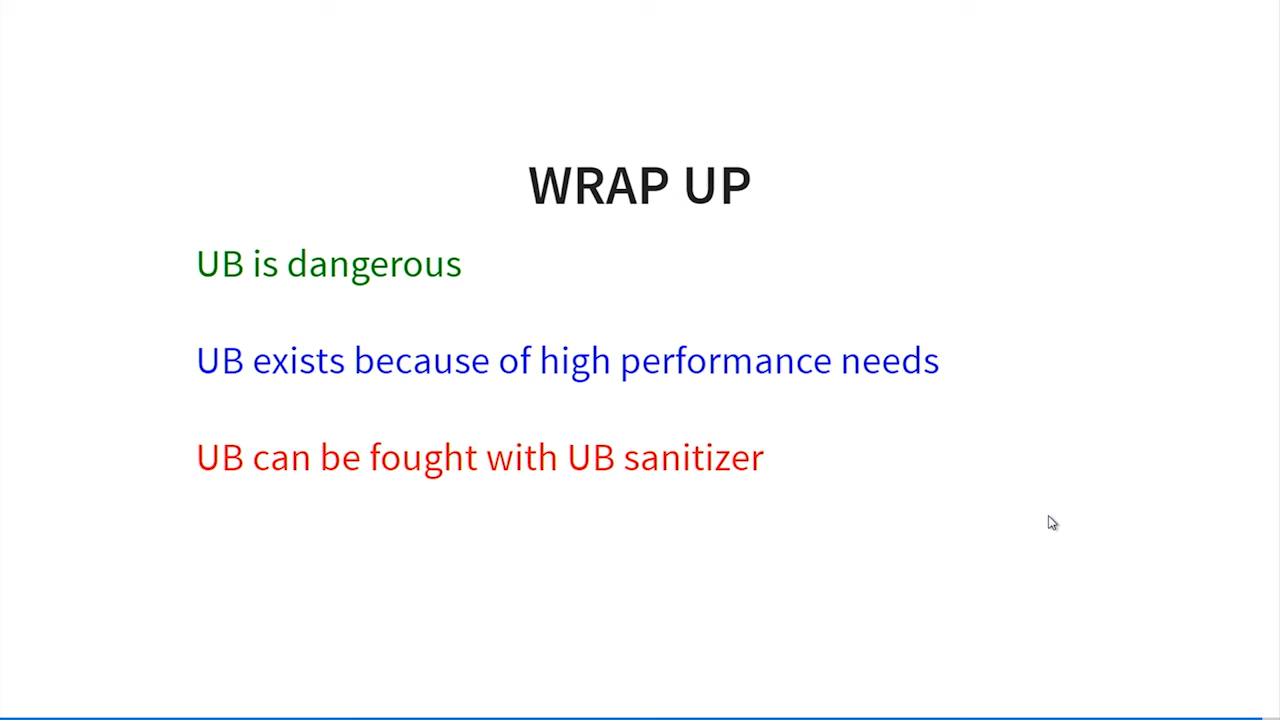 WRAP UP
UB is dangerous
UB exists because of high performance needs
UB can be fought with UB sanitizer